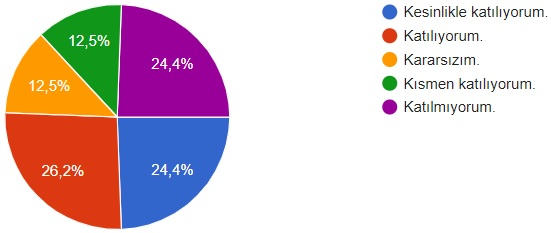 Kesinlikle katılıyorum.
Katılıyorum.
Kararsızım.
Kısmen katılıyorum.
Katılmıyorum.
12,5%
24,4%
12,5%
26,2%
24,4%